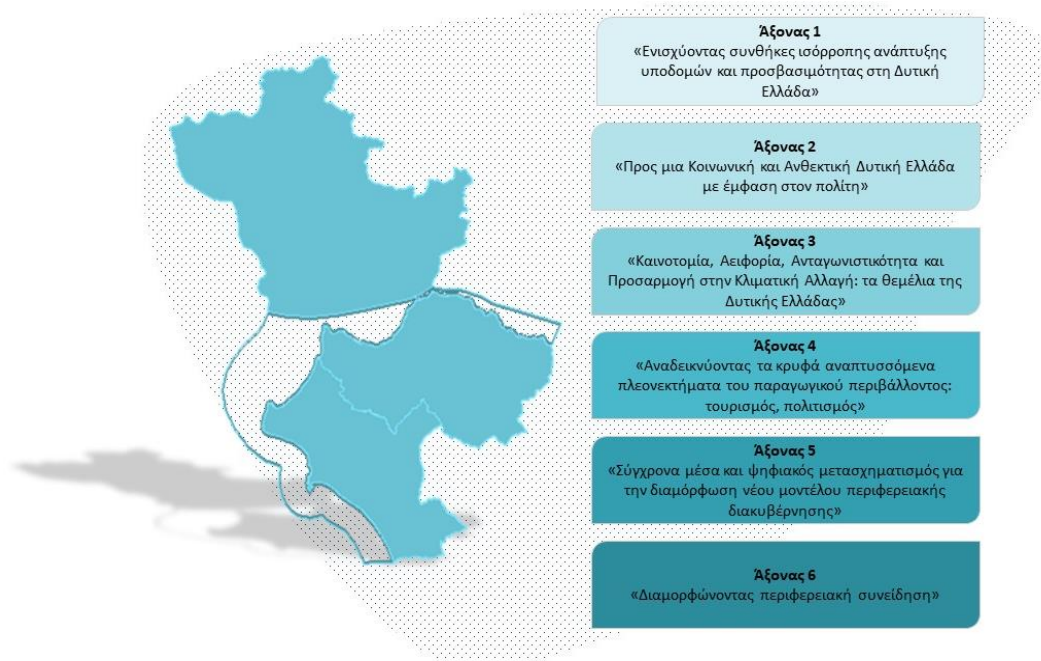 Άξονας 1
«Ενισχύοντας συνθήκες ισόρροπης ανάπτυξης
υποδομών και προσβασιμότητας στη Δυτική
Ελλάδα»
Άξονας 2
«Προς μια Κοινωνική και Ανθεκτική Δυτική Ελλάδα
με έμφαση στον πολίτη»
Άξονας 3
«Καινοτομία, Αειφορία, Ανταγωνιστικότητα και
Προσαρμογή στην Κλιματική Αλλαγή: τα θεμέλια της
Δυτικής Ελλάδας»
Άξονας 4
«Αναδεικνύοντας τα κρυφά αναπτυσσόμενα
πλεονεκτήματα του παραγωγικού περιβάλλοντος:
τουρισμός, πολιτισμός»
Άξονας 5
«Σύγχρονα μέσα και ψηφιακός μετασχηματισμός για
την διαμόρφωση νέου μοντέλου περιφερειακής
διακυβέρνησης»
Άξονας 6
«Διαμορφώνοντας περιφερειακή συνείδηση»